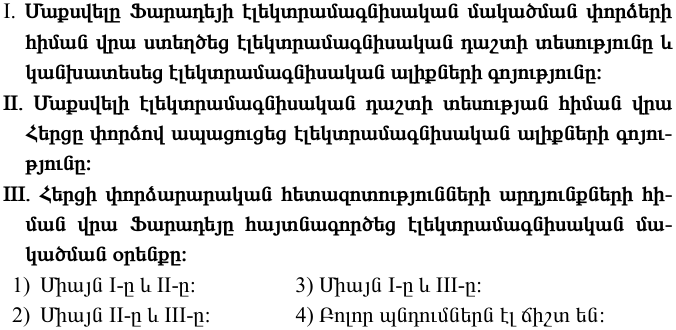 I. Մաքսվելը Ֆարադեյի էլեկտրամագնիսական մակածման փորձերի
հիման վրա ստեղծեց էլեկտրամագնիսական դաշտի տեսությունը և
կանխատեսեց էլեկտրամագնիսական ալիքների գոյությունը:
II. Մաքսվելի էլեկտրամագնիսական դաշտի տեսության հիման վրա
Հերցը փորձով ապացուցեց էլեկտրամագնիսական ալիքների գոյու-
թյունը:
III. Հերցի փորձարարական հետազոտությունների արդյունքների հի-
ման վրա Ֆարադեյը հայտնագործեց էլեկտրամագնիսական մա-
կածման օրենքը:
1) Միայն I-ը և II-ը: 3) Միայն I-ը և III-ը:
2) Միայն II-ը և III-ը: 4) Բոլոր պնդումներն էլ ճիշտ են: